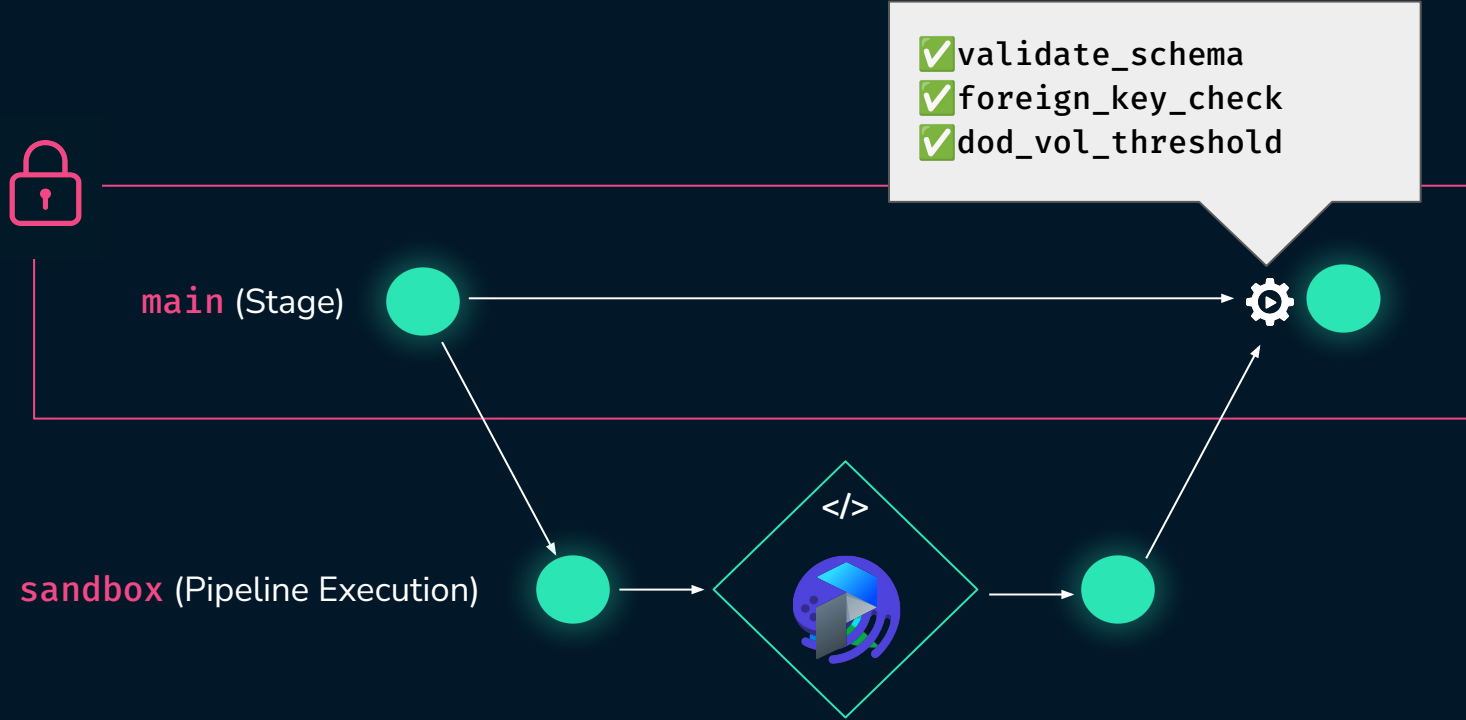 ✅validate_schema
✅foreign_key_check
✅dod_vol_threshold
main (Stage)
</>
sandbox (Pipeline Execution)